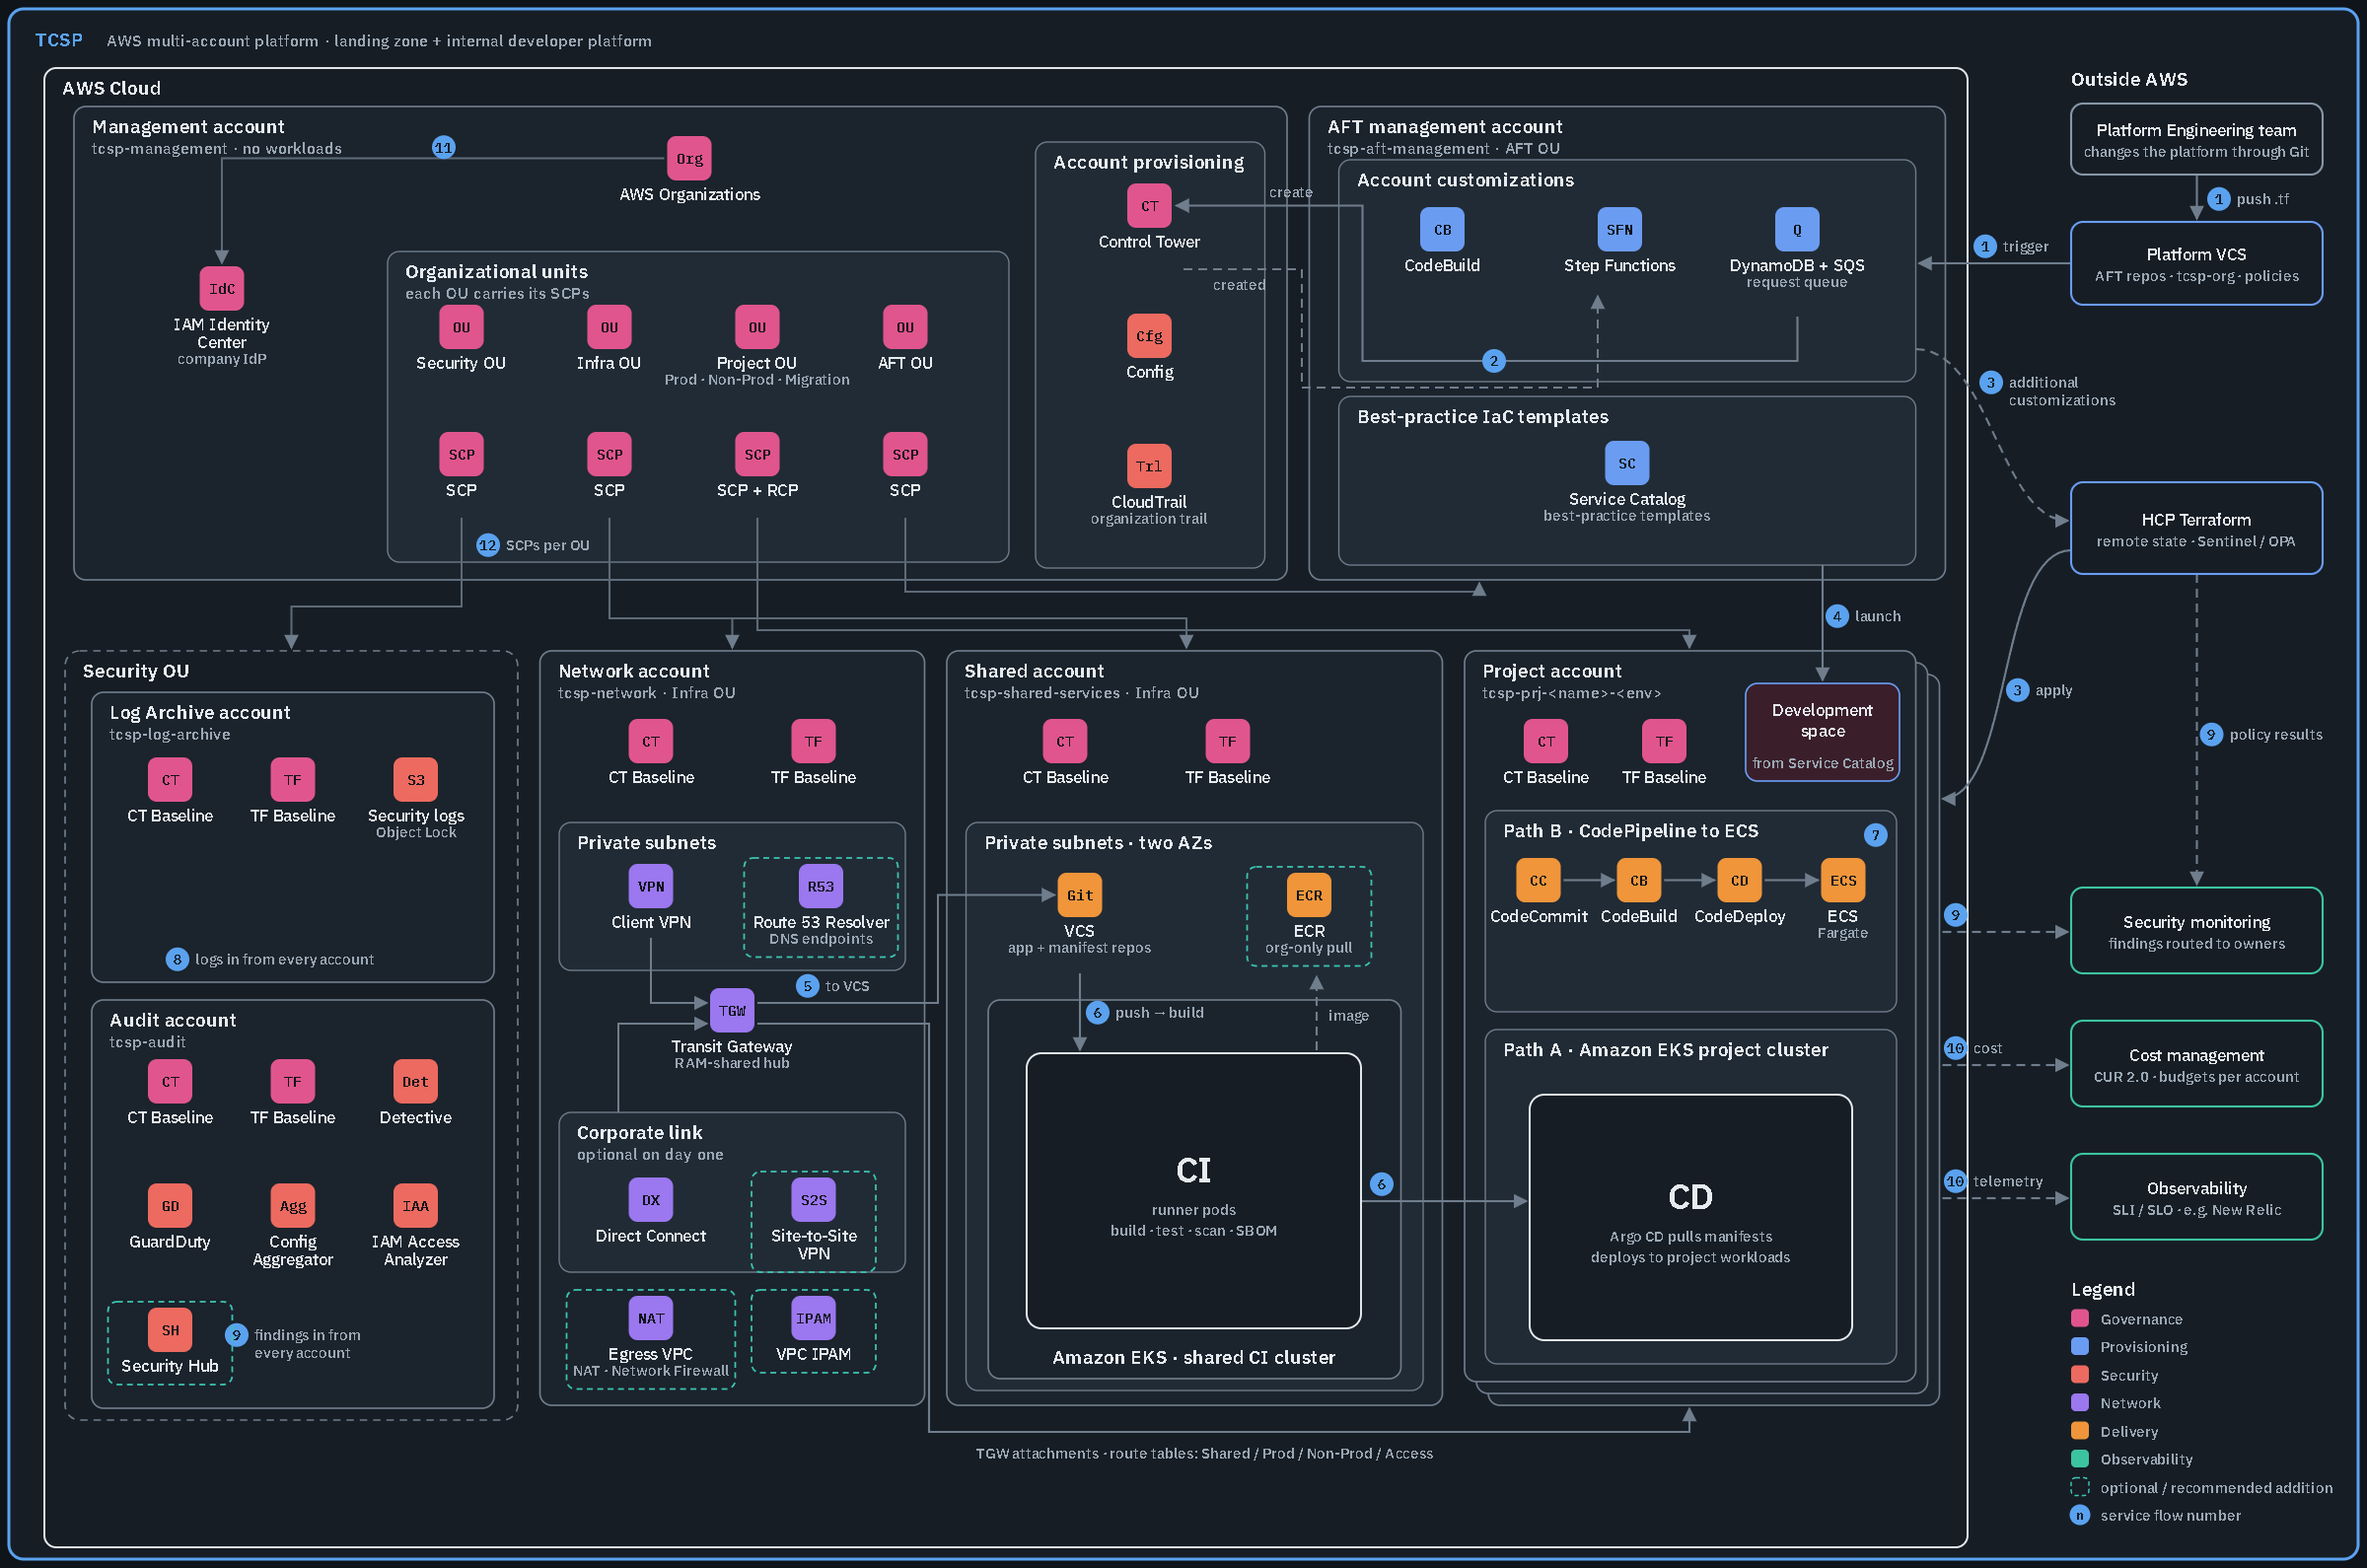 TCSP
AWS multi-account platform · landing zone + internal developer platform
AWS Cloud
Management account
tcsp-management · no workloads
11
Org
AWS Organizations
IdC
IAM Identity
Center
company IdP
Organizational units
each OU carries its SCPs
OU
Security OU
OU
Infra OU
OU
Project OU
Prod · Non-Prod · Migration
OU
AFT OU
SCP
SCP
SCP
SCP
SCP
SCP + RCP
SCP
SCP
12
SCPs per OU
Account provisioning
CT
Control Tower
Cfg
Config
Trl
CloudTrail
organization trail
create
created
AFT management account
tcsp-aft-management · AFT OU
Account customizations
CB
CodeBuild
SFN
Step Functions
Q
DynamoDB + SQS
request queue
2
Best-practice IaC templates
SC
Service Catalog
best-practice templates
4
launch
Outside AWS
Platform Engineering team
changes the platform through Git
1
push .tf
1
trigger
Platform VCS
AFT repos · tcsp-org · policies
3
additional
customizations
HCP Terraform
remote state · Sentinel / OPA
3
apply
9
policy results
Security OU
Log Archive account
tcsp-log-archive
CT
CT Baseline
TF
TF Baseline
S3
Security logs
Object Lock
8
logs in from every account
Audit account
tcsp-audit
CT
CT Baseline
TF
TF Baseline
Det
Detective
GD
GuardDuty
Agg
Config
Aggregator
IAA
IAM Access
Analyzer
SH
Security Hub
9
findings in from
every account
Network account
tcsp-network · Infra OU
CT
CT Baseline
TF
TF Baseline
Private subnets
VPN
Client VPN
R53
Route 53 Resolver
DNS endpoints
5
to VCS
TGW
Transit Gateway
RAM-shared hub
Corporate link
optional on day one
DX
Direct Connect
S2S
Site-to-Site
VPN
NAT
Egress VPC
NAT · Network Firewall
IPAM
VPC IPAM
Shared account
tcsp-shared-services · Infra OU
CT
CT Baseline
TF
TF Baseline
Private subnets · two AZs
Git
VCS
app + manifest repos
ECR
ECR
org-only pull
6
push → build
image
CI
runner pods
build · test · scan · SBOM
Amazon EKS · shared CI cluster
6
Project account
tcsp-prj-<name>-<env>
CT
CT Baseline
TF
TF Baseline
Development
space
from Service Catalog
Path B · CodePipeline to ECS
7
CC
CodeCommit
CB
CodeBuild
CD
CodeDeploy
ECS
ECS
Fargate
Path A · Amazon EKS project cluster
CD
Argo CD pulls manifests
deploys to project workloads
TGW attachments · route tables: Shared / Prod / Non-Prod / Access
9
Security monitoring
findings routed to owners
10
cost
Cost management
CUR 2.0 · budgets per account
10
telemetry
Observability
SLI / SLO · e.g. New Relic
Legend
Governance
Provisioning
Security
Network
Delivery
Observability
optional / recommended addition
n
service flow number